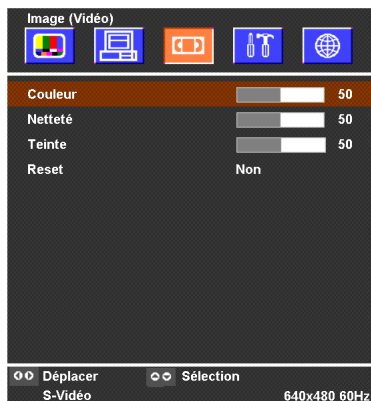 Image (Vidéo)
Couleur 50
Netteté 50
Teinte 50
Reset Non
Déplacer Sélection
S-Vidéo 640x480 60Hz